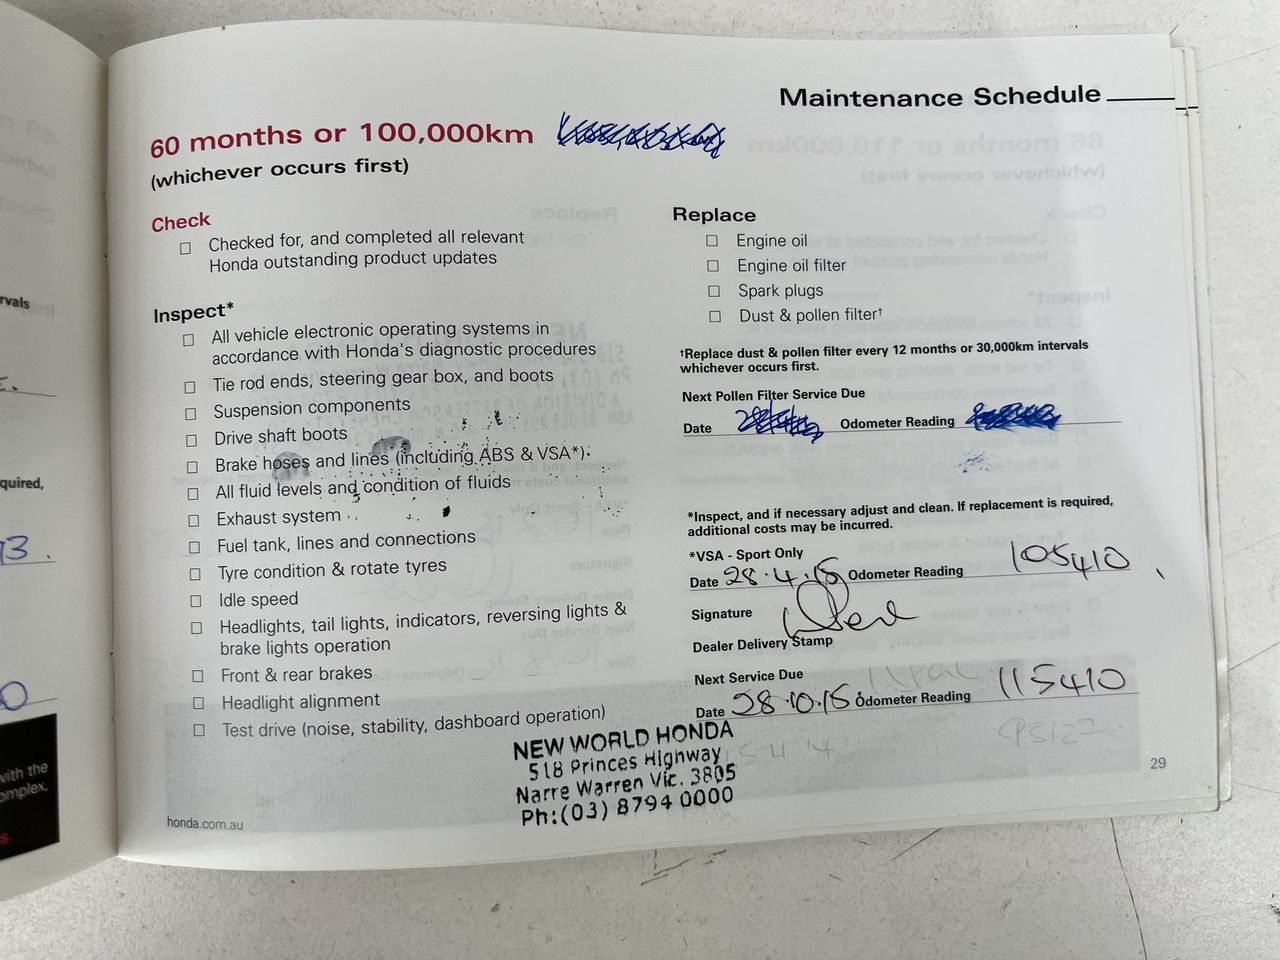 Maintenance Schedule
60 months or 100,000km
(whichever occurs first)
Check
Checked for, and completed all relevant
Honda outstanding product updates
Inspect*
All vehicle electronic operating systems in
accordance with Honda's diagnostic procedures
Tie rod ends, steering gear box, and boots
Suspension components
Drive shaft boots
Brake hoses and lines (including ABS & VSA*)
All fluid levels and condition of fluids
Exhaust system
Fuel tank, lines and connections
Tyre condition & rotate tyres
Idle speed
Headlights, tail lights, indicators, reversing lights &
brake lights operation
Front & rear brakes
Headlight alignment
Test drive (noise, stability, dashboard operation)
Replace
Engine oil
Engine oil filter
Spark plugs
Dust & pollen filter†
†Replace dust & pollen filter every 12 months or 30,000km intervals
whichever occurs first.
Next Pollen Filter Service Due
Date Odometer Reading
*Inspect, and if necessary adjust and clean. If replacement is required,
additional costs may be incurred.
*VSA - Sport Only
Date 28.4.15 Odometer Reading 105410
Signature
Dealer Delivery Stamp
Next Service Due
Date 28.10.15 Odometer Reading 115410
95127
NEW WORLD HONDA
518 Princes Highway
Narre Warren Vic. 3805
Ph:(03) 8794 0000
29
honda.com.au
rvals
quired,
with the
omplex,